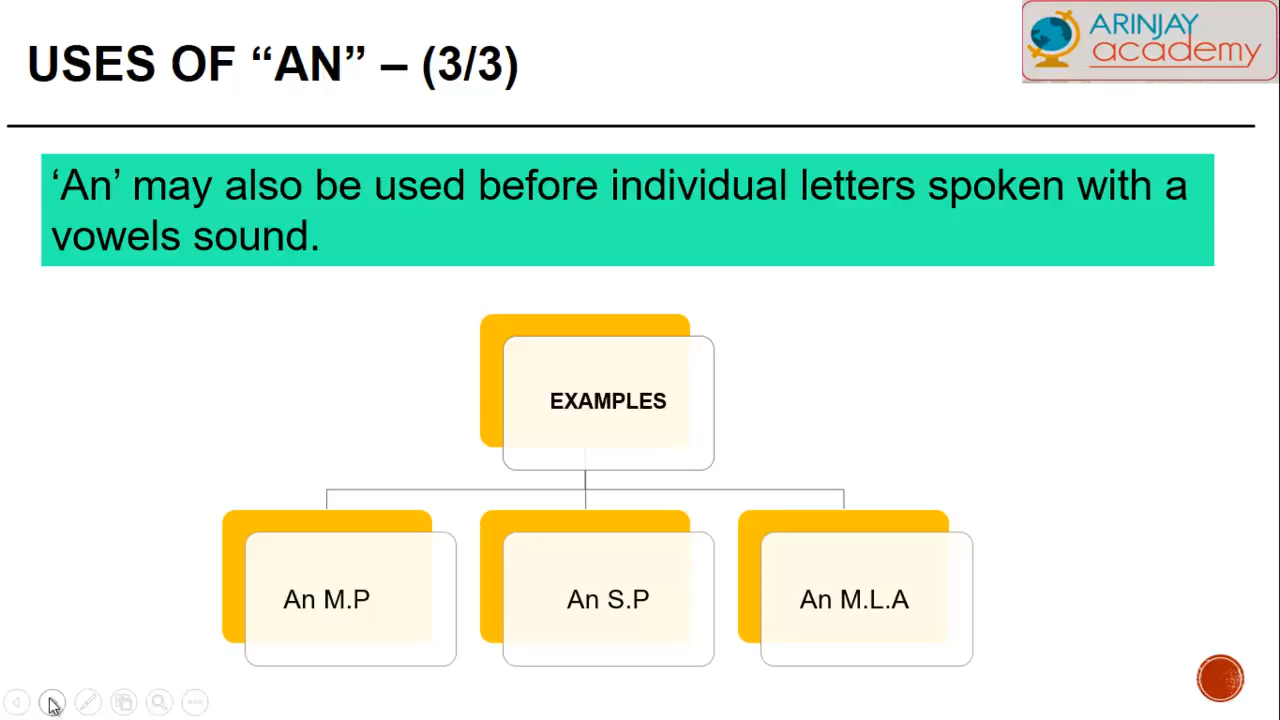 USES OF “AN” – (3/3)
ARINJAY
academy
‘An’ may also be used before individual letters spoken with a
vowels sound.
EXAMPLES
An M.P
An S.P
An M.L.A